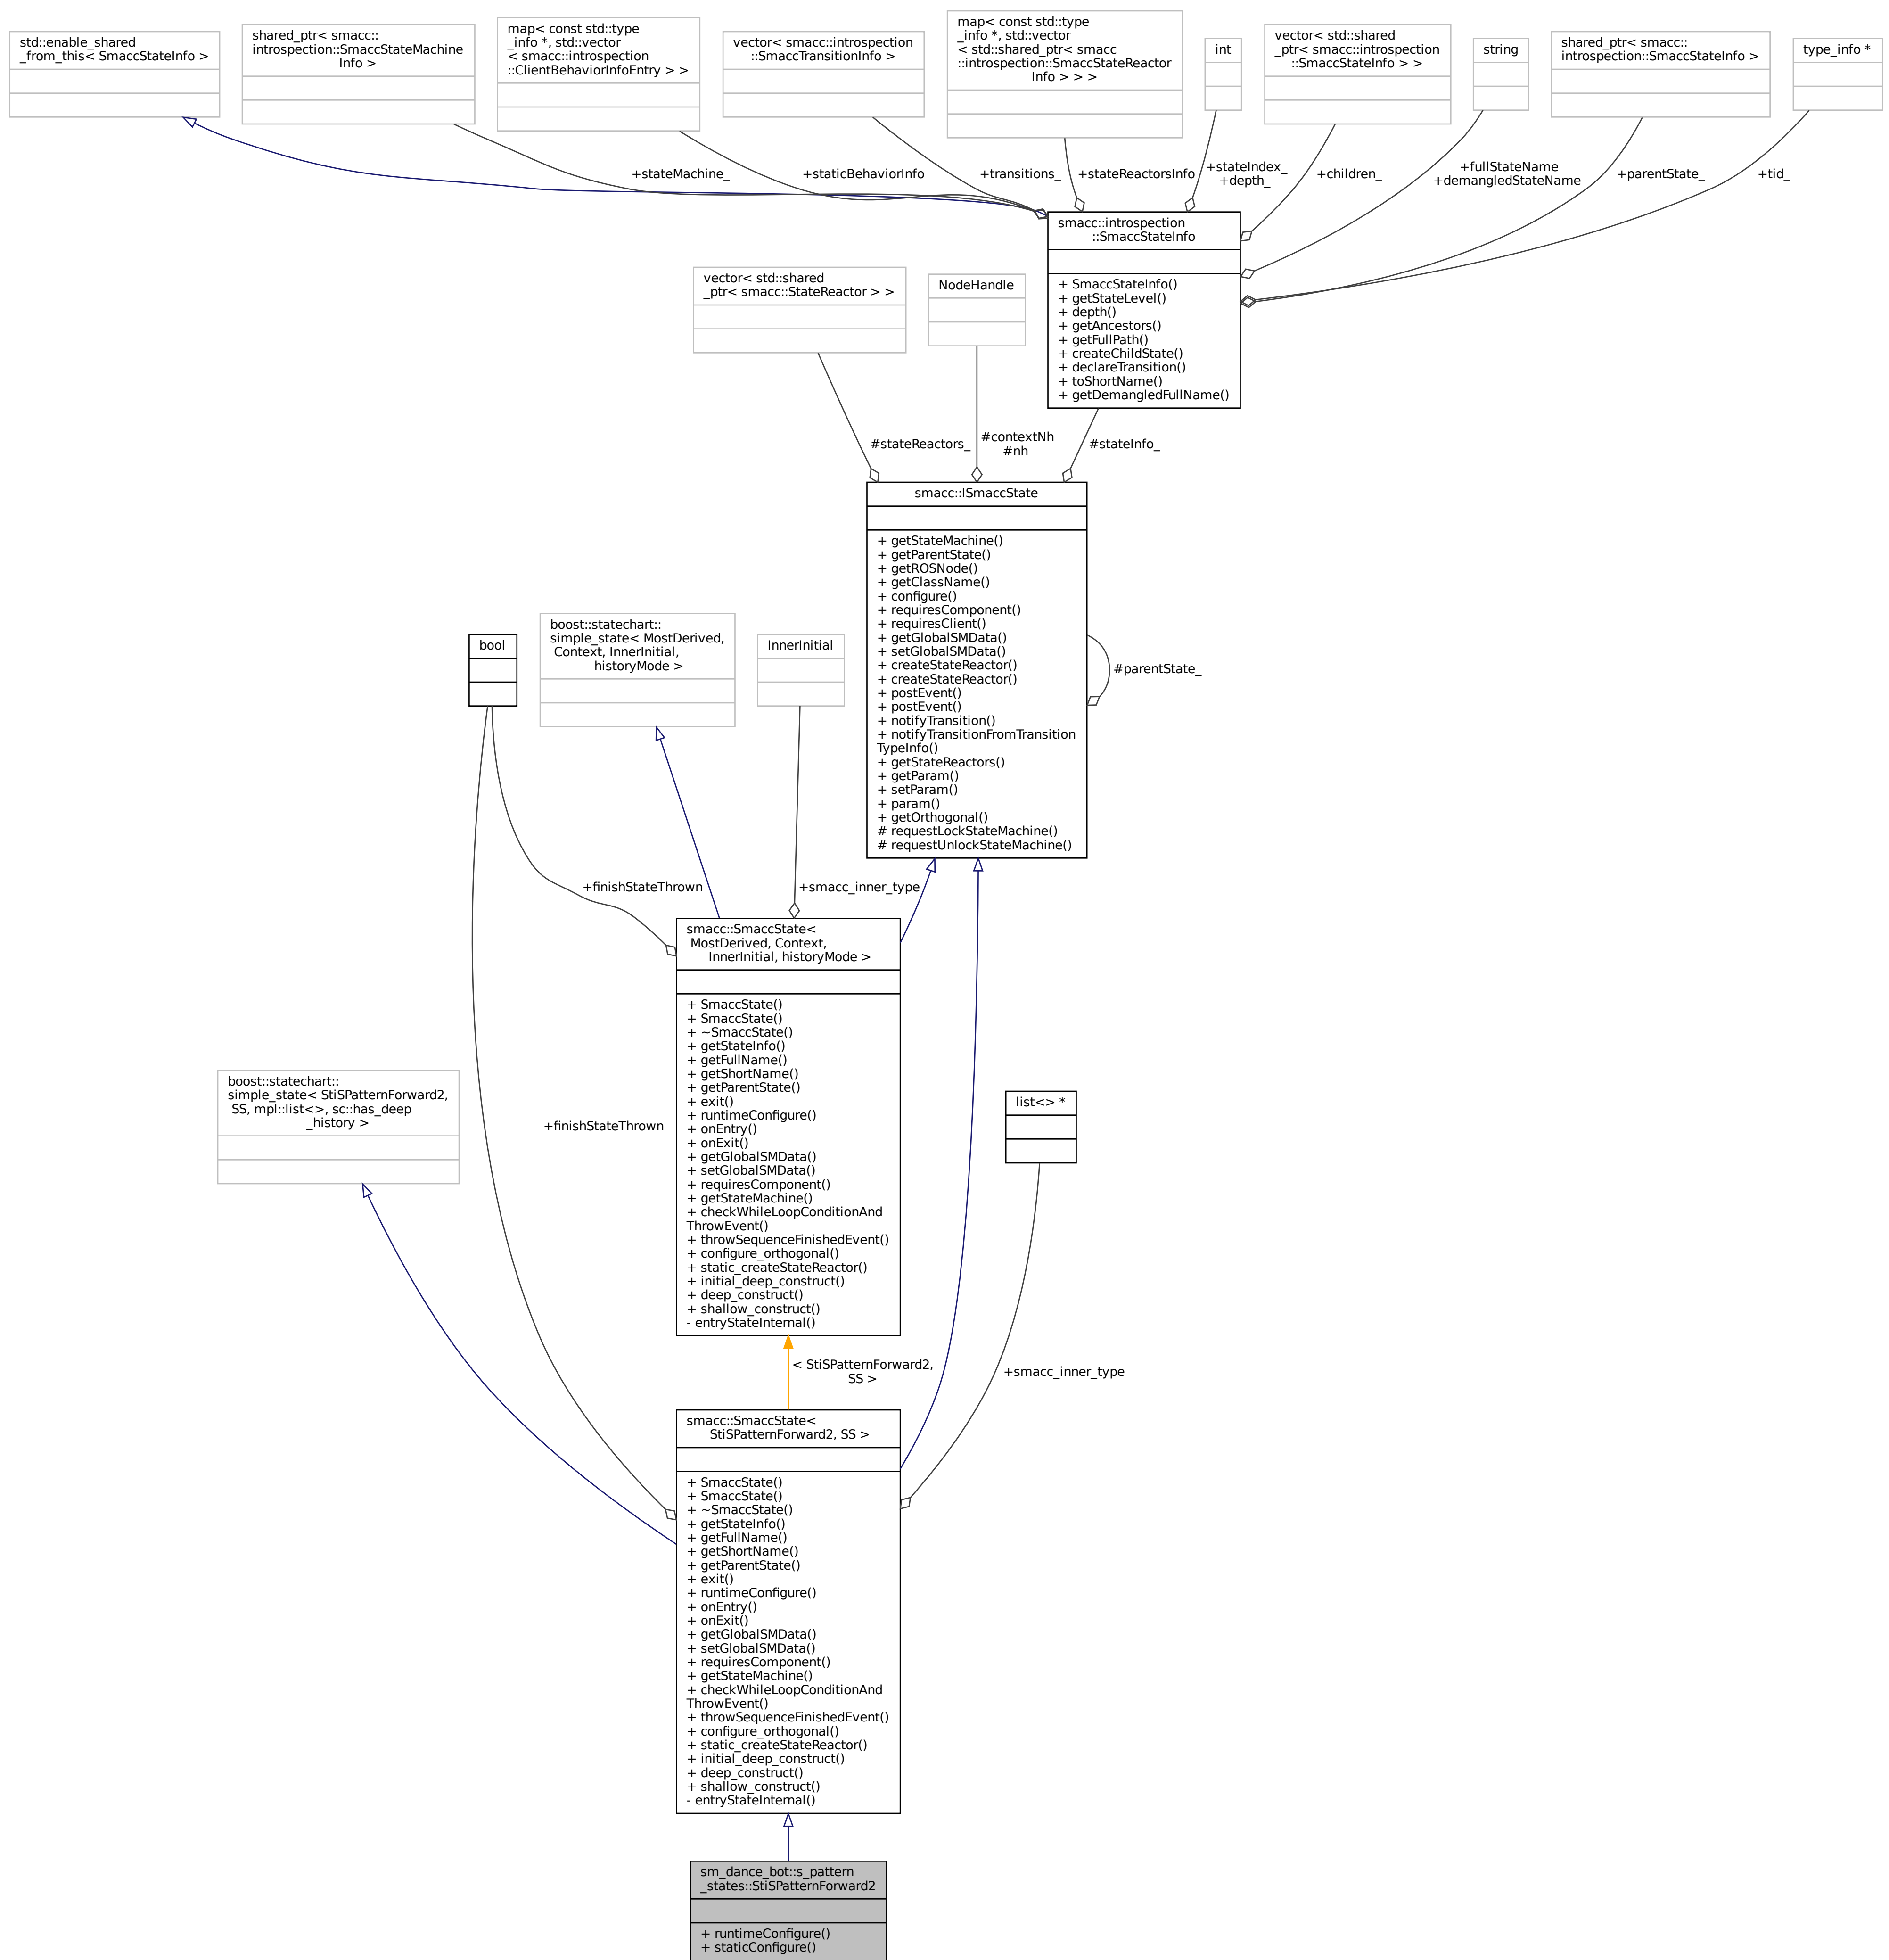 std::enable_shared
_from_this< SmaccStateInfo >
shared_ptr< smacc::
introspection::SmaccStateMachine
Info >
map< const std::type
_info *, std::vector
< smacc::introspection
::ClientBehaviorInfoEntry > >
vector< smacc::introspection
::SmaccTransitionInfo >
map< const std::type
_info *, std::vector
< std::shared_ptr< smacc
::introspection::SmaccStateReactor
Info > > >
int
vector< std::shared
_ptr< smacc::introspection
::SmaccStateInfo > >
string
shared_ptr< smacc::
introspection::SmaccStateInfo >
type_info *
+stateMachine_
+staticBehaviorInfo
+transitions_
+stateReactorsInfo
+stateIndex_
+depth_
+children_
+fullStateName
+demangledStateName
+parentState_
+tid_
smacc::introspection
::SmaccStateInfo
+ SmaccStateInfo()
+ getStateLevel()
+ depth()
+ getAncestors()
+ getFullPath()
+ createChildState()
+ declareTransition()
+ toShortName()
+ getDemangledFullName()
vector< std::shared
_ptr< smacc::StateReactor > >
NodeHandle
#stateReactors_
#contextNh
#nh
#stateInfo_
smacc::ISmaccState
+ getStateMachine()
+ getParentState()
+ getROSNode()
+ getClassName()
+ configure()
+ requiresComponent()
+ requiresClient()
+ getGlobalSMData()
+ setGlobalSMData()
+ createStateReactor()
+ createStateReactor()
+ postEvent()
+ postEvent()
+ notifyTransition()
+ notifyTransitionFromTransition
TypeInfo()
+ getStateReactors()
+ getParam()
+ setParam()
+ param()
+ getOrthogonal()
# requestLockStateMachine()
# requestUnlockStateMachine()
#parentState_
bool
boost::statechart::
simple_state< MostDerived,
Context, InnerInitial,
historyMode >
InnerInitial
+finishStateThrown
+smacc_inner_type
smacc::SmaccState<
MostDerived, Context,
InnerInitial, historyMode >
+ SmaccState()
+ SmaccState()
+ ~SmaccState()
+ getStateInfo()
+ getFullName()
+ getShortName()
+ getParentState()
+ exit()
+ runtimeConfigure()
+ onEntry()
+ onExit()
+ getGlobalSMData()
+ setGlobalSMData()
+ requiresComponent()
+ getStateMachine()
+ checkWhileLoopConditionAnd
ThrowEvent()
+ throwSequenceFinishedEvent()
+ configure_orthogonal()
+ static_createStateReactor()
+ initial_deep_construct()
+ deep_construct()
+ shallow_construct()
- entryStateInternal()
boost::statechart::
simple_state< StiSPatternForward2,
SS, mpl::list<>, sc::has_deep
_history >
+finishStateThrown
list<> *
< StiSPatternForward2,
SS >
+smacc_inner_type
smacc::SmaccState<
StiSPatternForward2, SS >
+ SmaccState()
+ SmaccState()
+ ~SmaccState()
+ getStateInfo()
+ getFullName()
+ getShortName()
+ getParentState()
+ exit()
+ runtimeConfigure()
+ onEntry()
+ onExit()
+ getGlobalSMData()
+ setGlobalSMData()
+ requiresComponent()
+ getStateMachine()
+ checkWhileLoopConditionAnd
ThrowEvent()
+ throwSequenceFinishedEvent()
+ configure_orthogonal()
+ static_createStateReactor()
+ initial_deep_construct()
+ deep_construct()
+ shallow_construct()
- entryStateInternal()
sm_dance_bot::s_pattern
_states::StiSPatternForward2
+ runtimeConfigure()
+ staticConfigure()